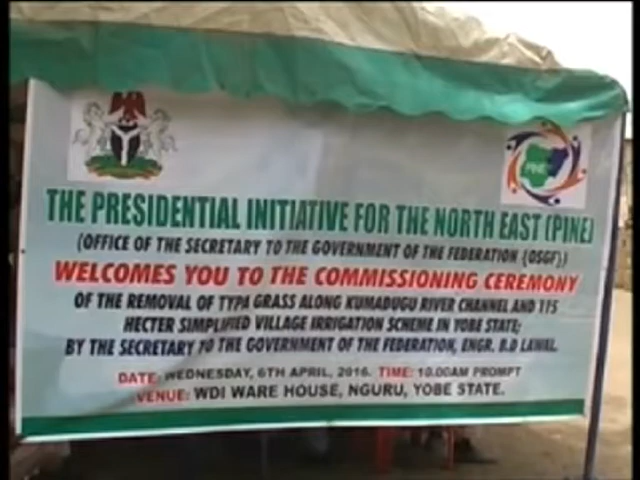 PINE
THE PRESIDENTIAL INITIATIVE FOR THE NORTH EAST (PINE)
(OFFICE OF THE SECRETARY TO THE GOVERNMENT OF THE FEDERATION {OSGF})
WELCOMES YOU TO THE COMMISSIONING CEREMONY
OF THE REMOVAL OF TYPA GRASS ALONG KUMADUGU RIVER CHANNEL AND 115
HECTER SIMPLIFIED VILLAGE IRRIGATION SCHEME IN YOBE STATE;
BY THE SECRETARY TO THE GOVERNMENT OF THE FEDERATION, ENGR. B.D LAWAL.
DATE: WEDNESDAY, 6TH APRIL, 2016. TIME: 10.00AM PROMPT
VENUE: WDI WARE HOUSE, NGURU, YOBE STATE.